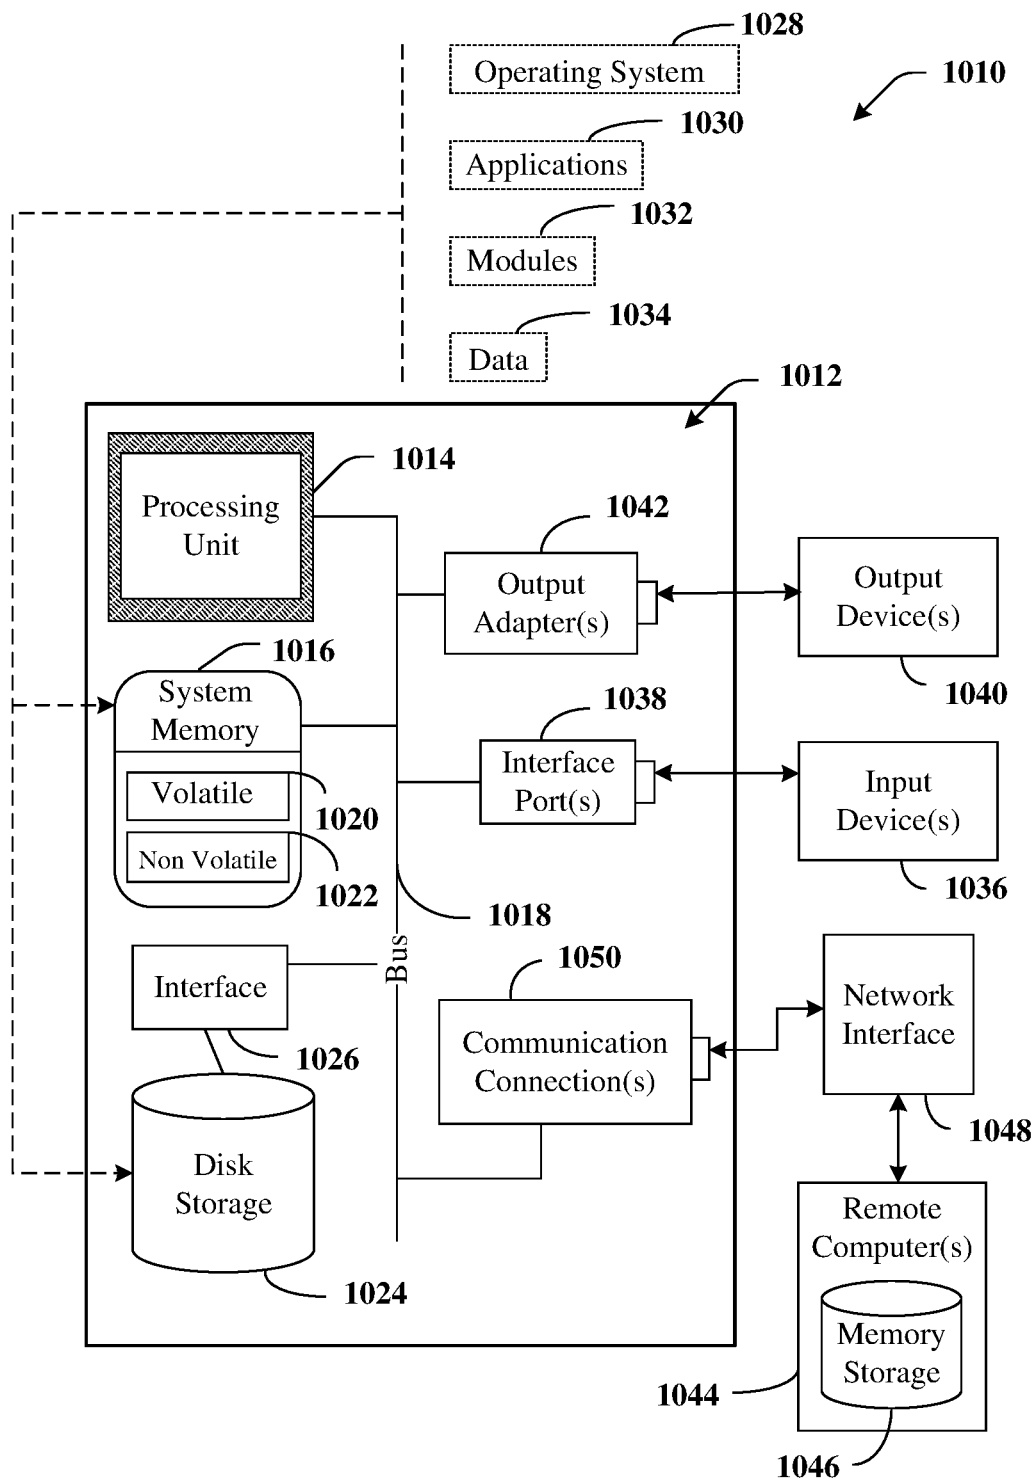 1028
Operating System
1010
1030
Applications
1032
Modules
1034
Data
1012
1014
Processing
Unit
1042
Output
Adapter(s)
Output
Device(s)
1040
1016
System
Memory
Volatile
1020
Non Volatile
1022
1038
Interface
Port(s)
Input
Device(s)
1036
1018
Bus
Interface
1026
1050
Communication
Connection(s)
Network
Interface
1048
Disk
Storage
1024
Remote
Computer(s)
Memory
Storage
1044
1046